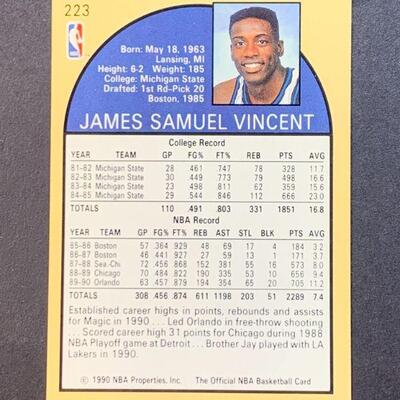 223
NBA
Born: May 18, 1963
Lansing, MI
Height: 6-2 Weight: 185
College: Michigan State
Drafted: 1st Rd-Pick 20
Boston, 1985
JAMES SAMUEL VINCENT
College Record
YEAR TEAM GP FG% FT% REB PTS AVG
81-82 Michigan State 28 .461 .747 78 328 11.7
82-83 Michigan State 30 .449 .773 79 498 16.6
83-84 Michigan State 23 .498 .825 62 359 15.6
84-85 Michigan State 29 .544 .811 112 666 23.0
TOTALS 110 .491 .803 331 1851 16.8
NBA Record
YEAR TEAM GP FG% FT% REB AST STL BLK PTS AVG
85-86 Boston 57 .364 .929 48 69 17 4 184 3.2
86-87 Boston 46 .441 .927 55 59 13 1 171 3.7
87-88 Sea.-Chi 72 .456 .868 152 381 55 16 573 8.0
88-89 Chicago 70 .484 .822 190 335 53 10 656 9.4
89-90 Orlando 63 .457 .879 194 354 65 20 705 11.2
TOTALS 308 .456 .874 611 1198 203 51 2289 7.4
Established career highs in points, rebounds and assists
for Magic in 1990 . . . Led Orlando in free-throw shooting . . .
Scored career high 31 points for Chicago during 1988
NBA Playoff game at Detroit . . . Brother Jay played with LA
Lakers in 1990.
© 1990 NBA Properties, Inc. The Official NBA Basketball Card